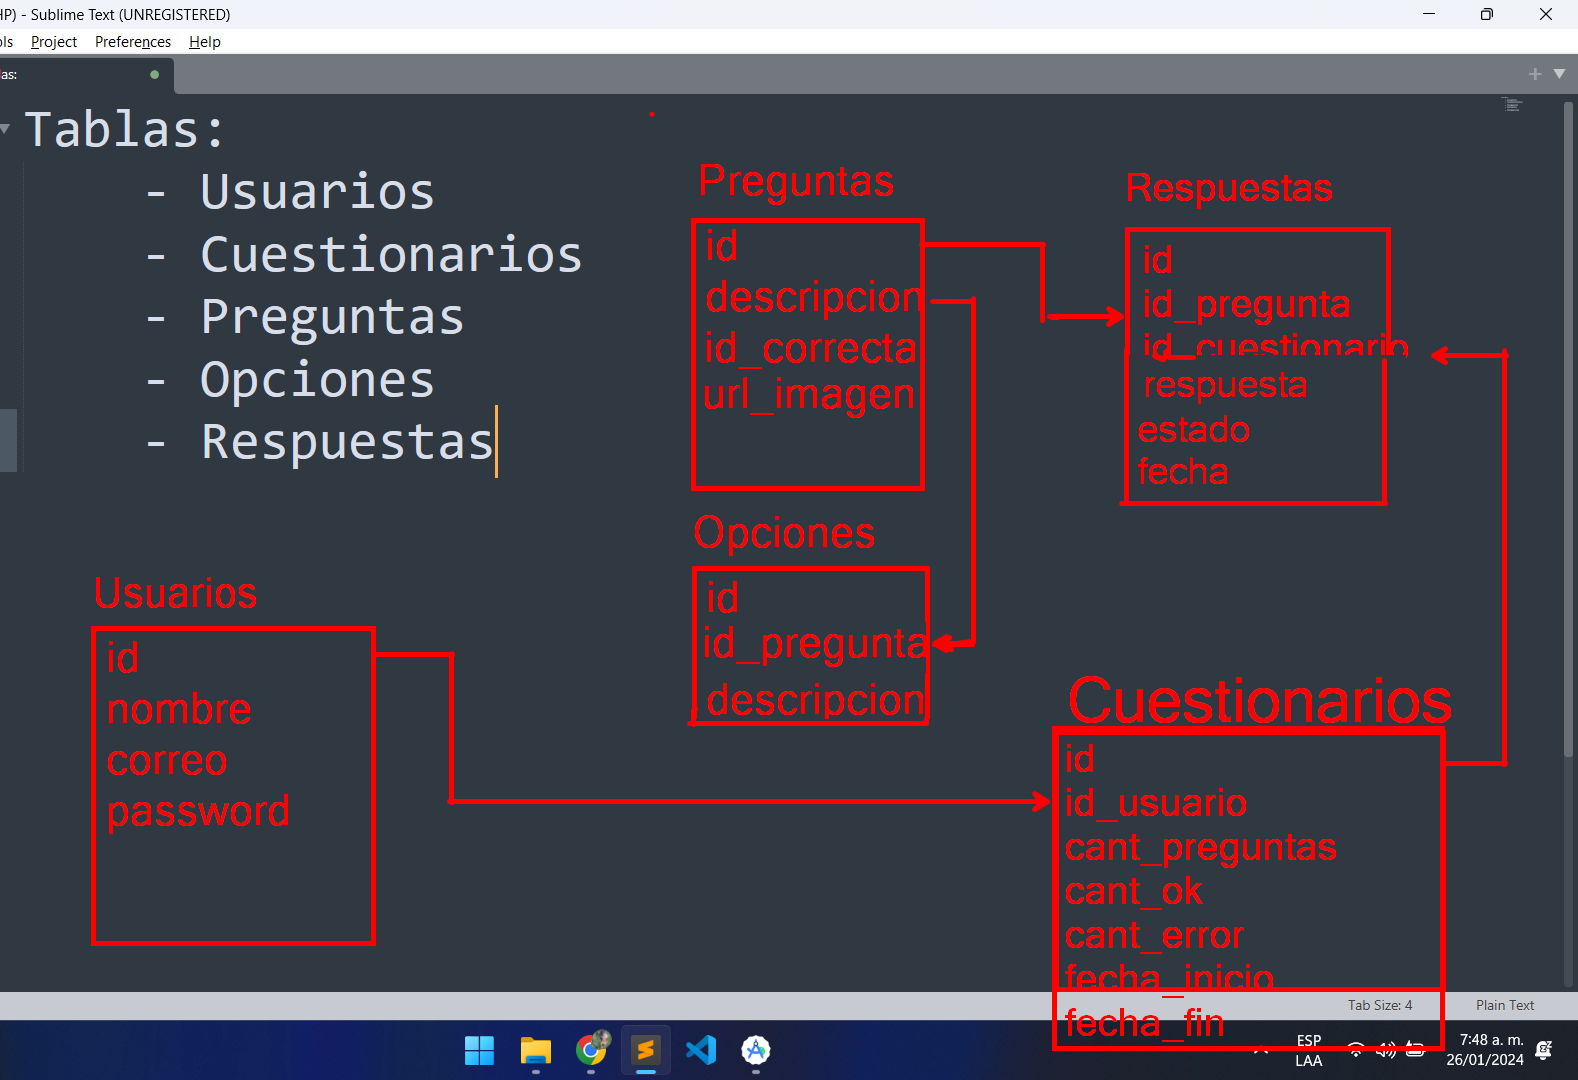 HP) - Sublime Text (UNREGISTERED)
ols Project Preferences Help
as:
Tablas:
- Usuarios
- Cuestionarios
- Preguntas
- Opciones
- Respuestas
Preguntas
id
descripcion
id_correcta
url_imagen
Respuestas
id
id_pregunta
id_cuestionario
respuesta
estado
fecha
Opciones
id
id_pregunta
descripcion
Usuarios
id
nombre
correo
password
Cuestionarios
id
id_usuario
cant_preguntas
cant_ok
cant_error
fecha_inicio
fecha_fin
Tab Size: 4 Plain Text
ESP
LAA
7:48 a. m.
26/01/2024